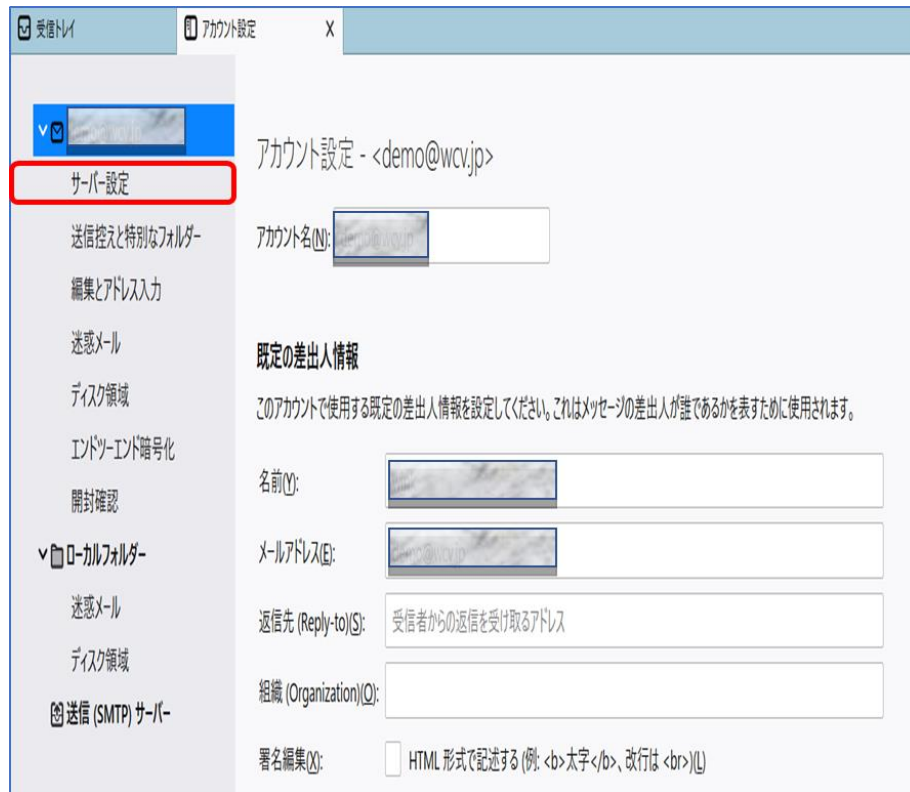 受信トレイ
アカウント設定 X
サーバー設定
送信控えと特別なフォルダー
編集とアドレス入力
迷惑メール
ディスク領域
エンドツーエンド暗号化
開封確認
ローカルフォルダー
迷惑メール
ディスク領域
送信 (SMTP) サーバー
アカウント設定 - <demo@wcv.jp>
アカウント名(N):
既定の差出人情報
このアカウントで使用する既定の差出人情報を設定してください。これはメッセージの差出人が誰であるかを表すために使用されます。
名前(Y):
メールアドレス(E):
返信先 (Reply-to)(S): 受信者からの返信を受け取るアドレス
組織 (Organization)(O):
署名編集(X): HTML 形式で記述する (例: <b>太字</b>、改行は <br>)(L)